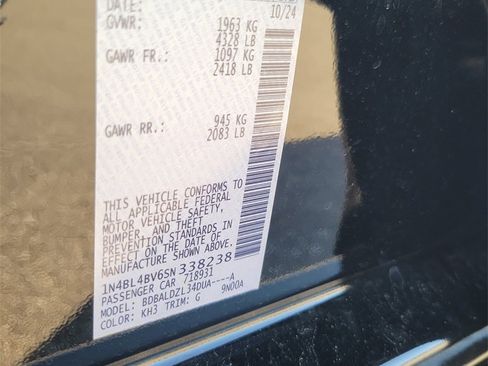 DATE: 10/24
GVWR: 1963 KG
4328 LB
GAWR FR.: 1097 KG
2418 LB
GAWR RR.: 945 KG
2083 LB
THIS VEHICLE CONFORMS TO
ALL APPLICABLE FEDERAL
MOTOR VEHICLE SAFETY,
BUMPER, AND THEFT
PREVENTION STANDARDS IN
EFFECT ON THE DATE OF
MANUFACTURE SHOWN ABOVE.
1N4BL4BV6SN338238
PASSENGER CAR 718931
MODEL: BDBALDZL34DUA----A
COLOR: KH3 TRIM: G 9N00A